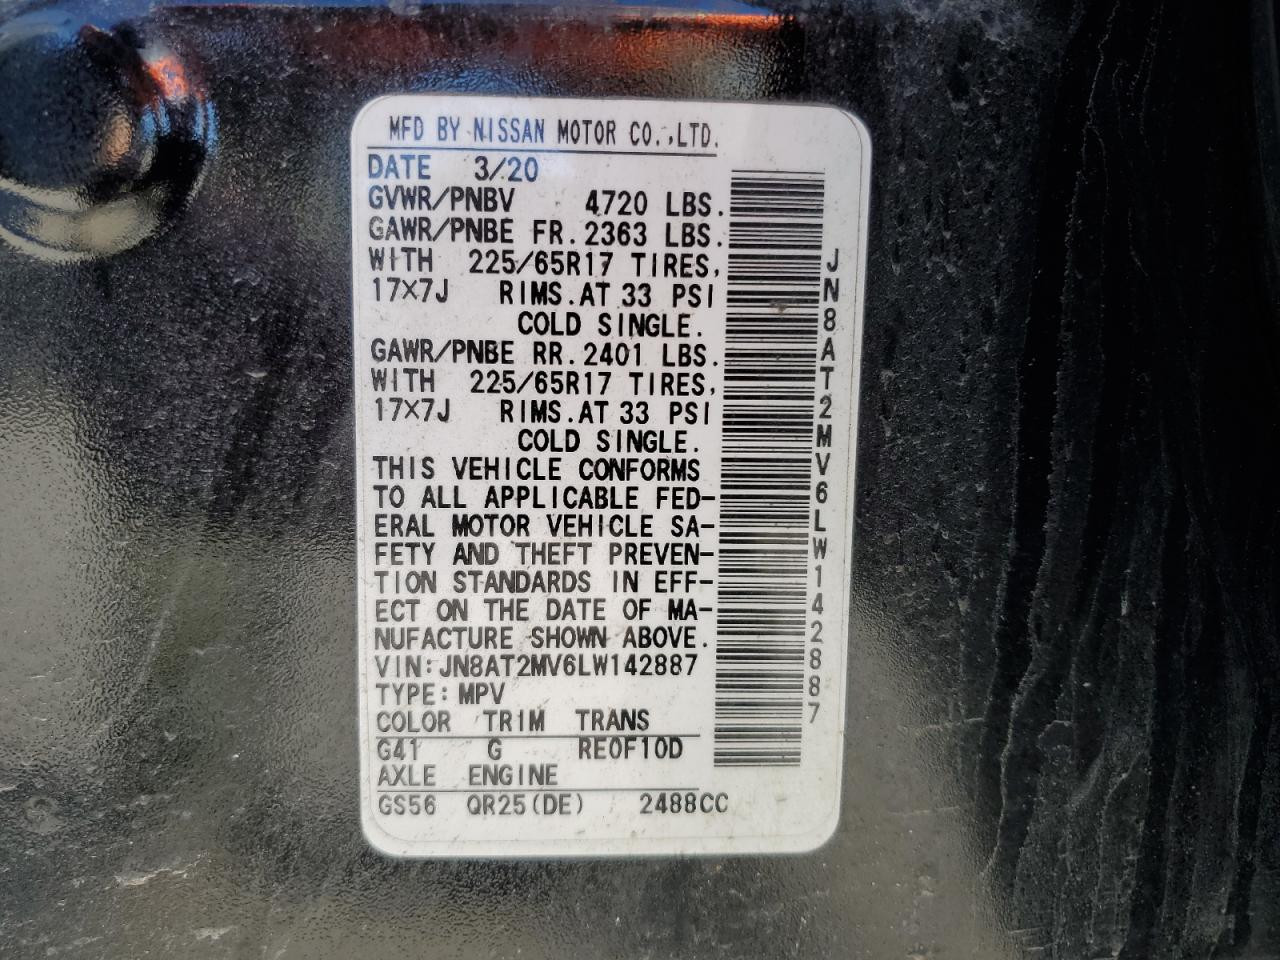 MFD BY NISSAN MOTOR CO.,LTD.
DATE 3/20
GVWR/PNBV 4720 LBS.
GAWR/PNBE FR.2363 LBS.
WITH 225/65R17 TIRES,
17X7J RIMS.AT 33 PSI
COLD SINGLE.
GAWR/PNBE RR.2401 LBS.
WITH 225/65R17 TIRES,
17X7J RIMS.AT 33 PSI
COLD SINGLE.
THIS VEHICLE CONFORMS
TO ALL APPLICABLE FED-
ERAL MOTOR VEHICLE SA-
FETY AND THEFT PREVEN-
TION STANDARDS IN EFF-
ECT ON THE DATE OF MA-
NUFACTURE SHOWN ABOVE.
VIN:JN8AT2MV6LW142887
TYPE:MPV
COLOR TRIM TRANS
G41 G RE0F10D
AXLE ENGINE
GS56 QR25(DE) 2488CC
JN8AT2MV6LW142887